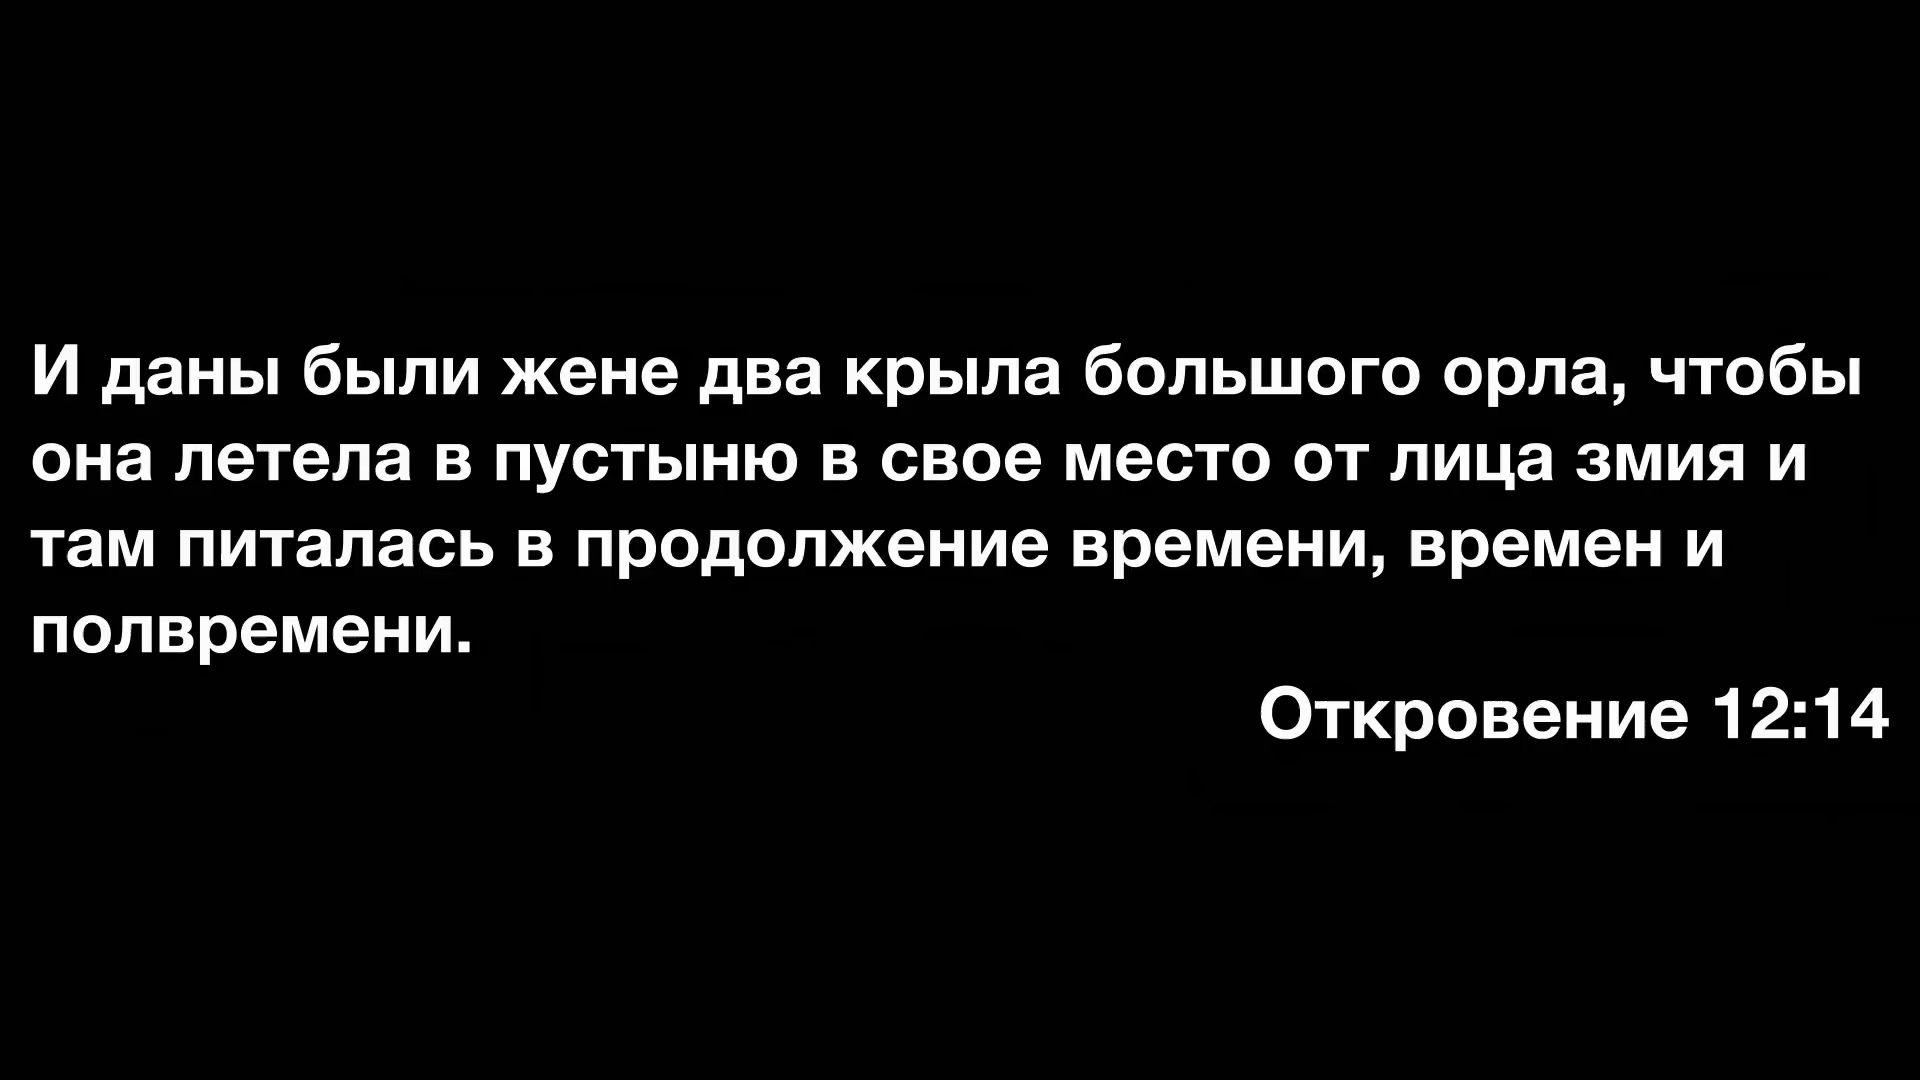 И даны были жене два крыла большого орла, чтобы
она летела в пустыню в свое место от лица змия и
там питалась в продолжение времени, времен и
полвремени.
Откровение 12:14